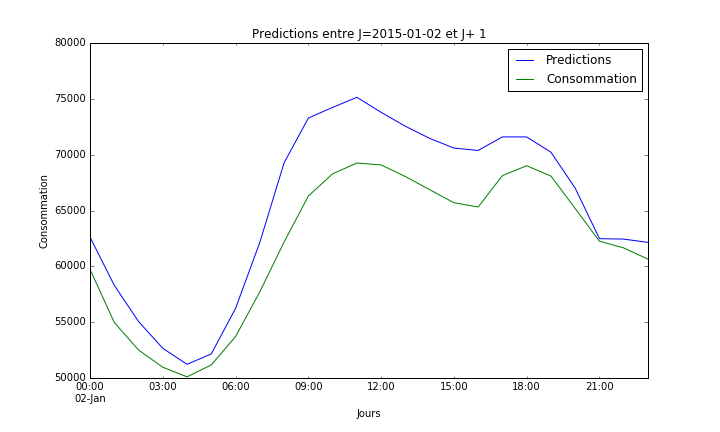 Predictions entre J=2015-01-02 et J+ 1
Predictions
Consommation
Consommation
80000
75000
70000
65000
60000
55000
50000
00:00
02-Jan
03:00
06:00
09:00
12:00
15:00
18:00
21:00
Jours